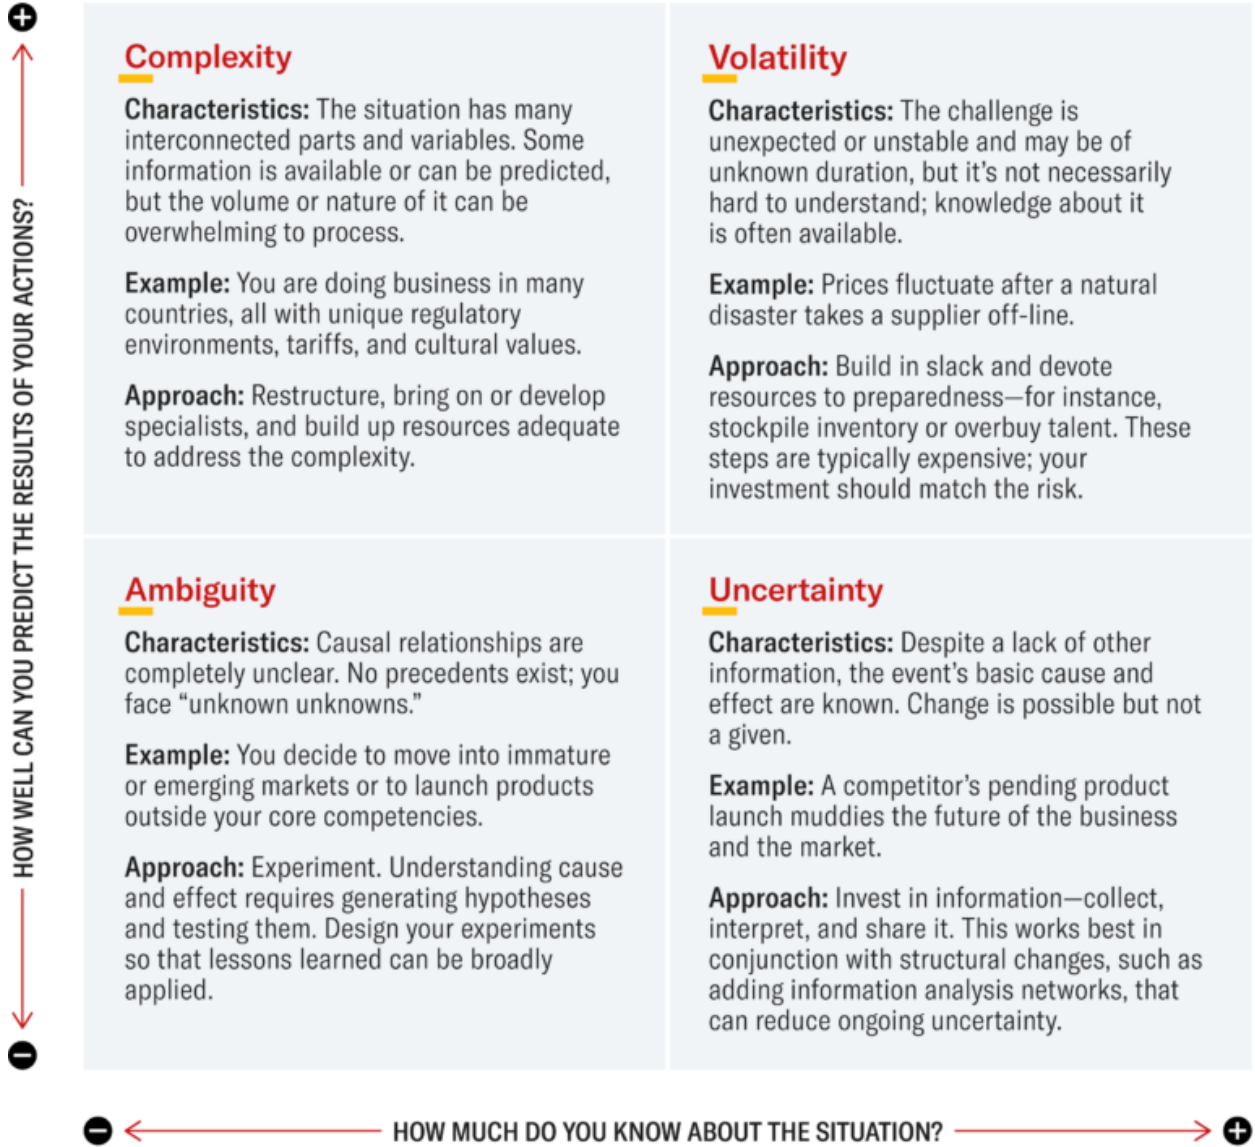 Complexity
Characteristics: The situation has many
interconnected parts and variables. Some
information is available or can be predicted,
but the volume or nature of it can be
overwhelming to process.
Example: You are doing business in many
countries, all with unique regulatory
environments, tariffs, and cultural values.
Approach: Restructure, bring on or develop
specialists, and build up resources adequate
to address the complexity.
Volatility
Characteristics: The challenge is
unexpected or unstable and may be of
unknown duration, but it’s not necessarily
hard to understand; knowledge about it
is often available.
Example: Prices fluctuate after a natural
disaster takes a supplier off-line.
Approach: Build in slack and devote
resources to preparedness—for instance,
stockpile inventory or overbuy talent. These
steps are typically expensive; your
investment should match the risk.
Ambiguity
Characteristics: Causal relationships are
completely unclear. No precedents exist; you
face “unknown unknowns.”
Example: You decide to move into immature
or emerging markets or to launch products
outside your core competencies.
Approach: Experiment. Understanding cause
and effect requires generating hypotheses
and testing them. Design your experiments
so that lessons learned can be broadly
applied.
Uncertainty
Characteristics: Despite a lack of other
information, the event’s basic cause and
effect are known. Change is possible but not
a given.
Example: A competitor’s pending product
launch muddies the future of the business
and the market.
Approach: Invest in information—collect,
interpret, and share it. This works best in
conjunction with structural changes, such as
adding information analysis networks, that
can reduce ongoing uncertainty.
HOW WELL CAN YOU PREDICT THE RESULTS OF YOUR ACTIONS?
HOW MUCH DO YOU KNOW ABOUT THE SITUATION?